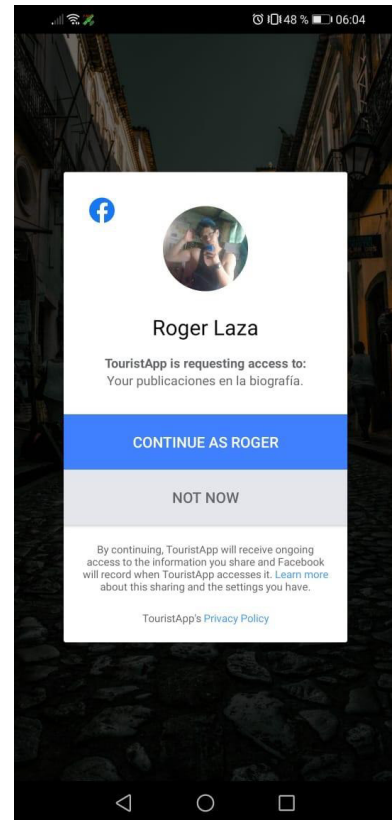 48 % 06:04
Roger Laza
TouristApp is requesting access to:
Your publicaciones en la biografía.
CONTINUE AS ROGER
NOT NOW
By continuing, TouristApp will receive ongoing
access to the information you share and Facebook
will record when TouristApp accesses it. Learn more
about this sharing and the settings you have.
TouristApp's Privacy Policy